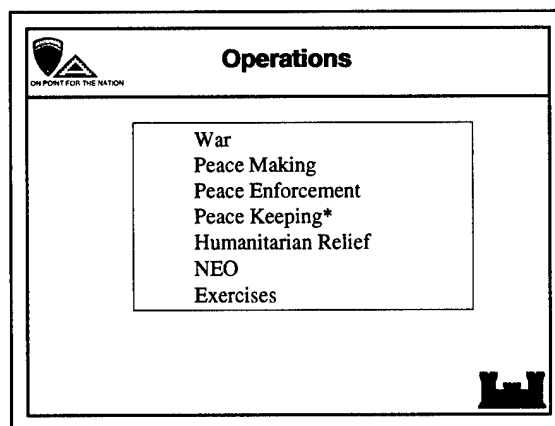 Operations
ON POINT FOR THE NATION
War
Peace Making
Peace Enforcement
Peace Keeping*
Humanitarian Relief
NEO
Exercises